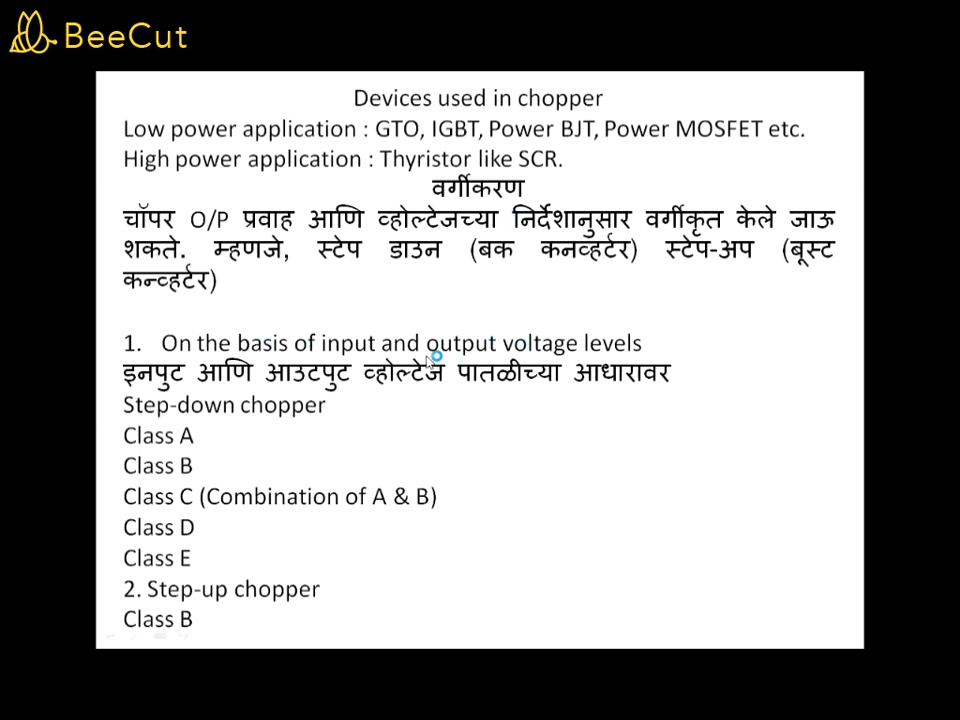 BeeCut
Devices used in chopper
Low power application : GTO, IGBT, Power BJT, Power MOSFET etc.
High power application : Thyristor like SCR.
वर्गीकरण
चॉपर O/P प्रवाह आणि व्होल्टेजच्या निर्देशानुसार वर्गीकृत केले जाऊ
शकते. म्हणजे, स्टेप डाउन (बक कनव्हर्टर) स्टेप-अप (बूस्ट
कन्व्हर्टर)
1. On the basis of input and output voltage levels
इनपुट आणि आउटपुट व्होल्टेज पातळीच्या आधारावर
Step-down chopper
Class A
Class B
Class C (Combination of A & B)
Class D
Class E
2. Step-up chopper
Class B